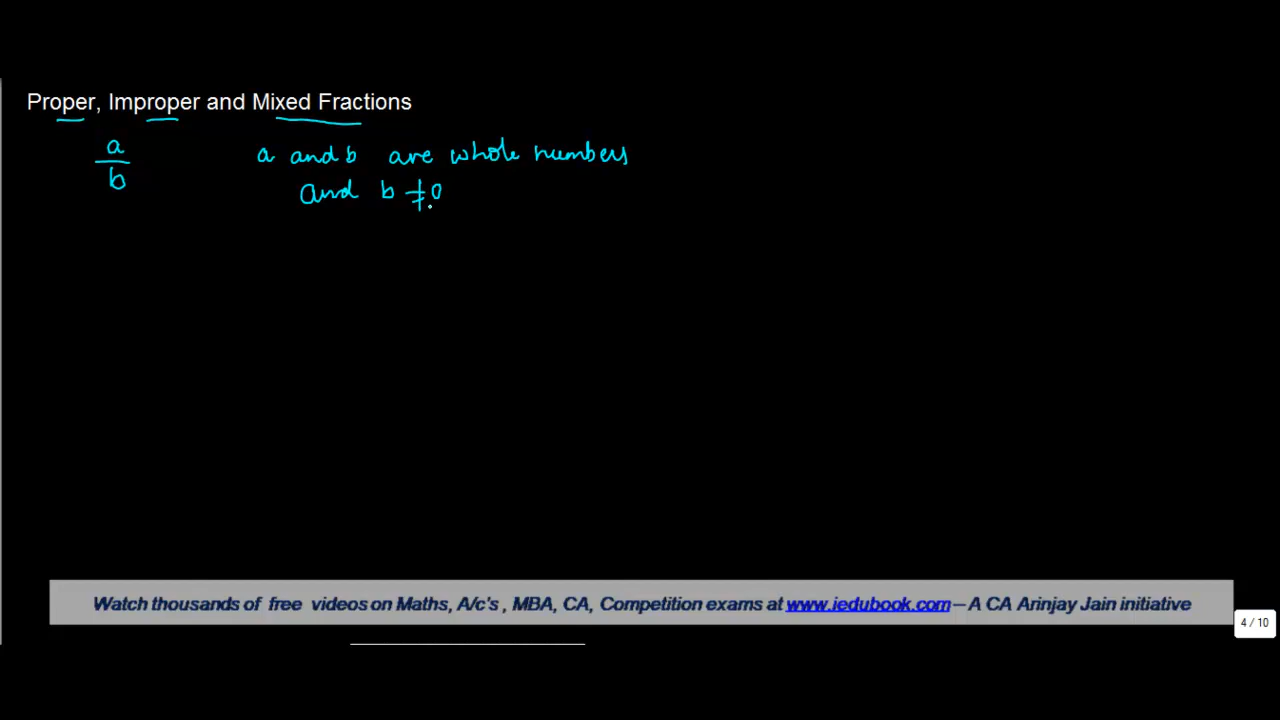 Proper, Improper and Mixed Fractions
a/b a and b are whole numbers
and b ≠ 0
Watch thousands of free videos on Maths, A/c's , MBA, CA, Competition exams at www.iedubook.com – A CA Arinjay Jain initiative
4 / 10